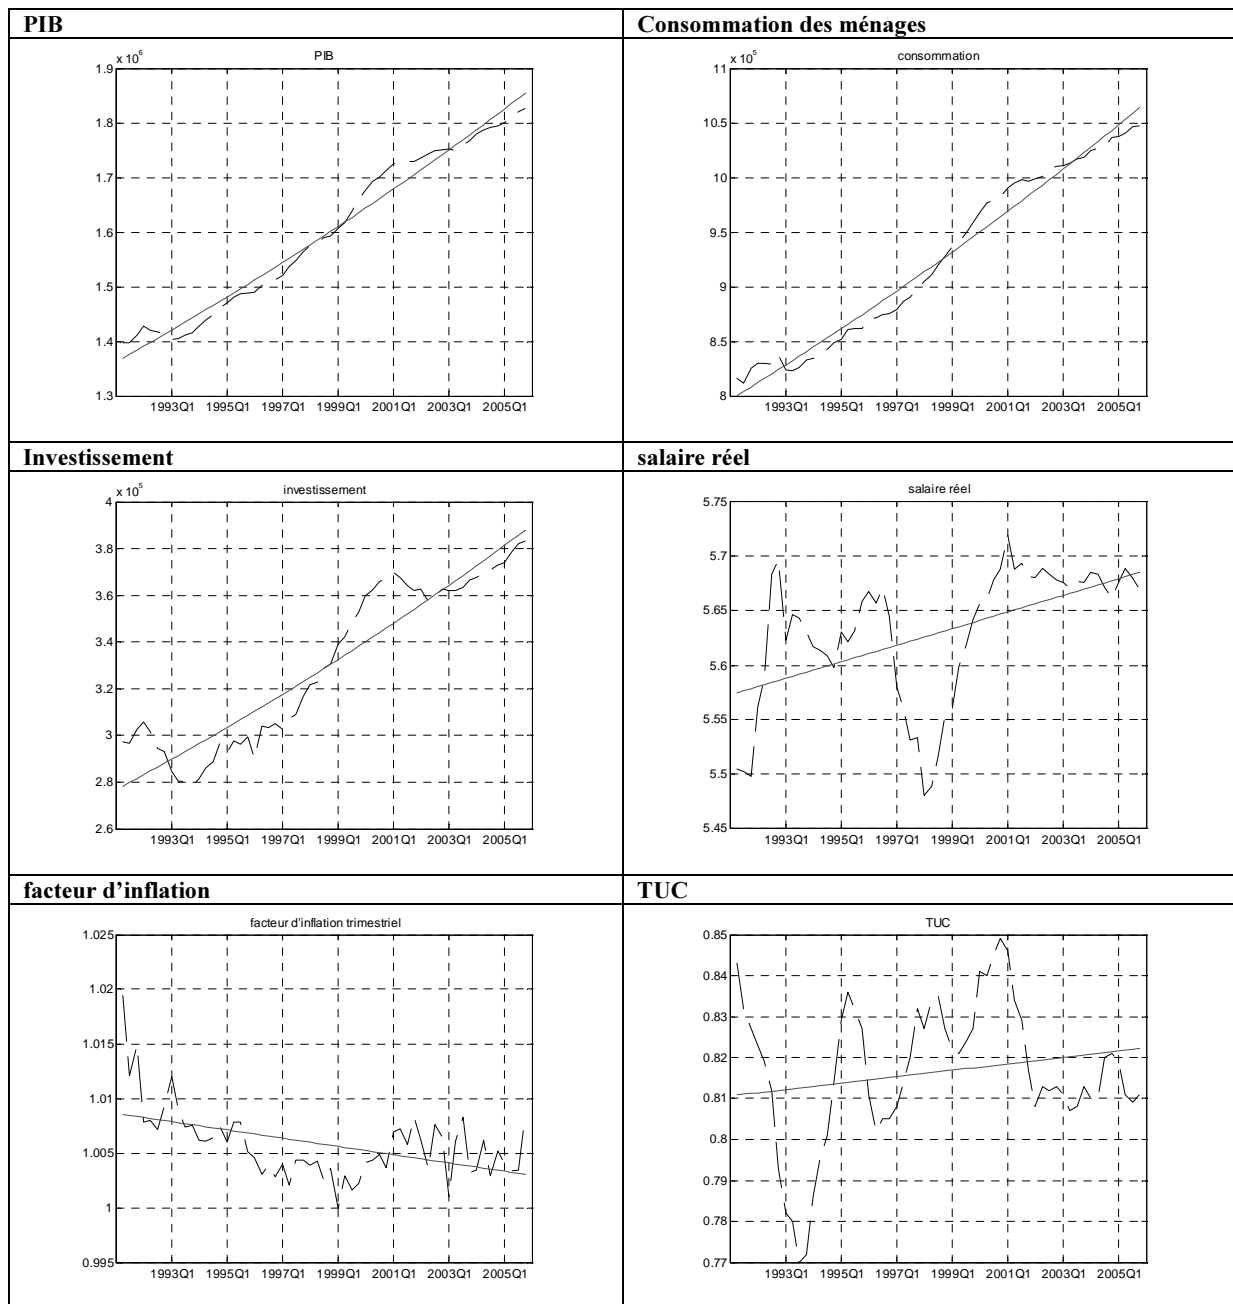 PIB
Consommation des ménages
x 10^6
PIB
1.9
1.8
1.7
1.6
1.5
1.4
1.3
1993Q1 1995Q1 1997Q1 1999Q1 2001Q1 2003Q1 2005Q1
x 10^5
consommation
11
10.5
10
9.5
9
8.5
8
1993Q1 1995Q1 1997Q1 1999Q1 2001Q1 2003Q1 2005Q1
Investissement
salaire réel
x 10^5
investissement
4
3.8
3.6
3.4
3.2
3
2.8
2.6
1993Q1 1995Q1 1997Q1 1999Q1 2001Q1 2003Q1 2005Q1
salaire réel
5.75
5.7
5.65
5.6
5.55
5.5
5.45
1993Q1 1995Q1 1997Q1 1999Q1 2001Q1 2003Q1 2005Q1
facteur d’inflation
TUC
facteur d'inflation trimestriel
1.025
1.02
1.015
1.01
1.005
1
0.995
1993Q1 1995Q1 1997Q1 1999Q1 2001Q1 2003Q1 2005Q1
TUC
0.85
0.84
0.83
0.82
0.81
0.8
0.79
0.78
0.77
1993Q1 1995Q1 1997Q1 1999Q1 2001Q1 2003Q1 2005Q1